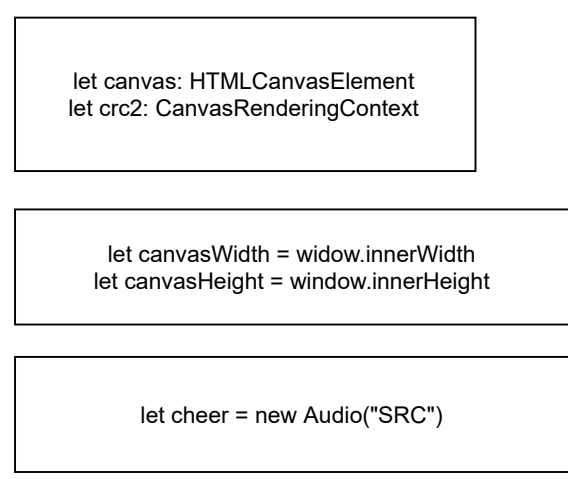 let canvas: HTMLCanvasElement
let crc2: CanvasRenderingContext
let canvasWidth = widow.innerWidth
let canvasHeight = window.innerHeight
let cheer = new Audio("SRC")